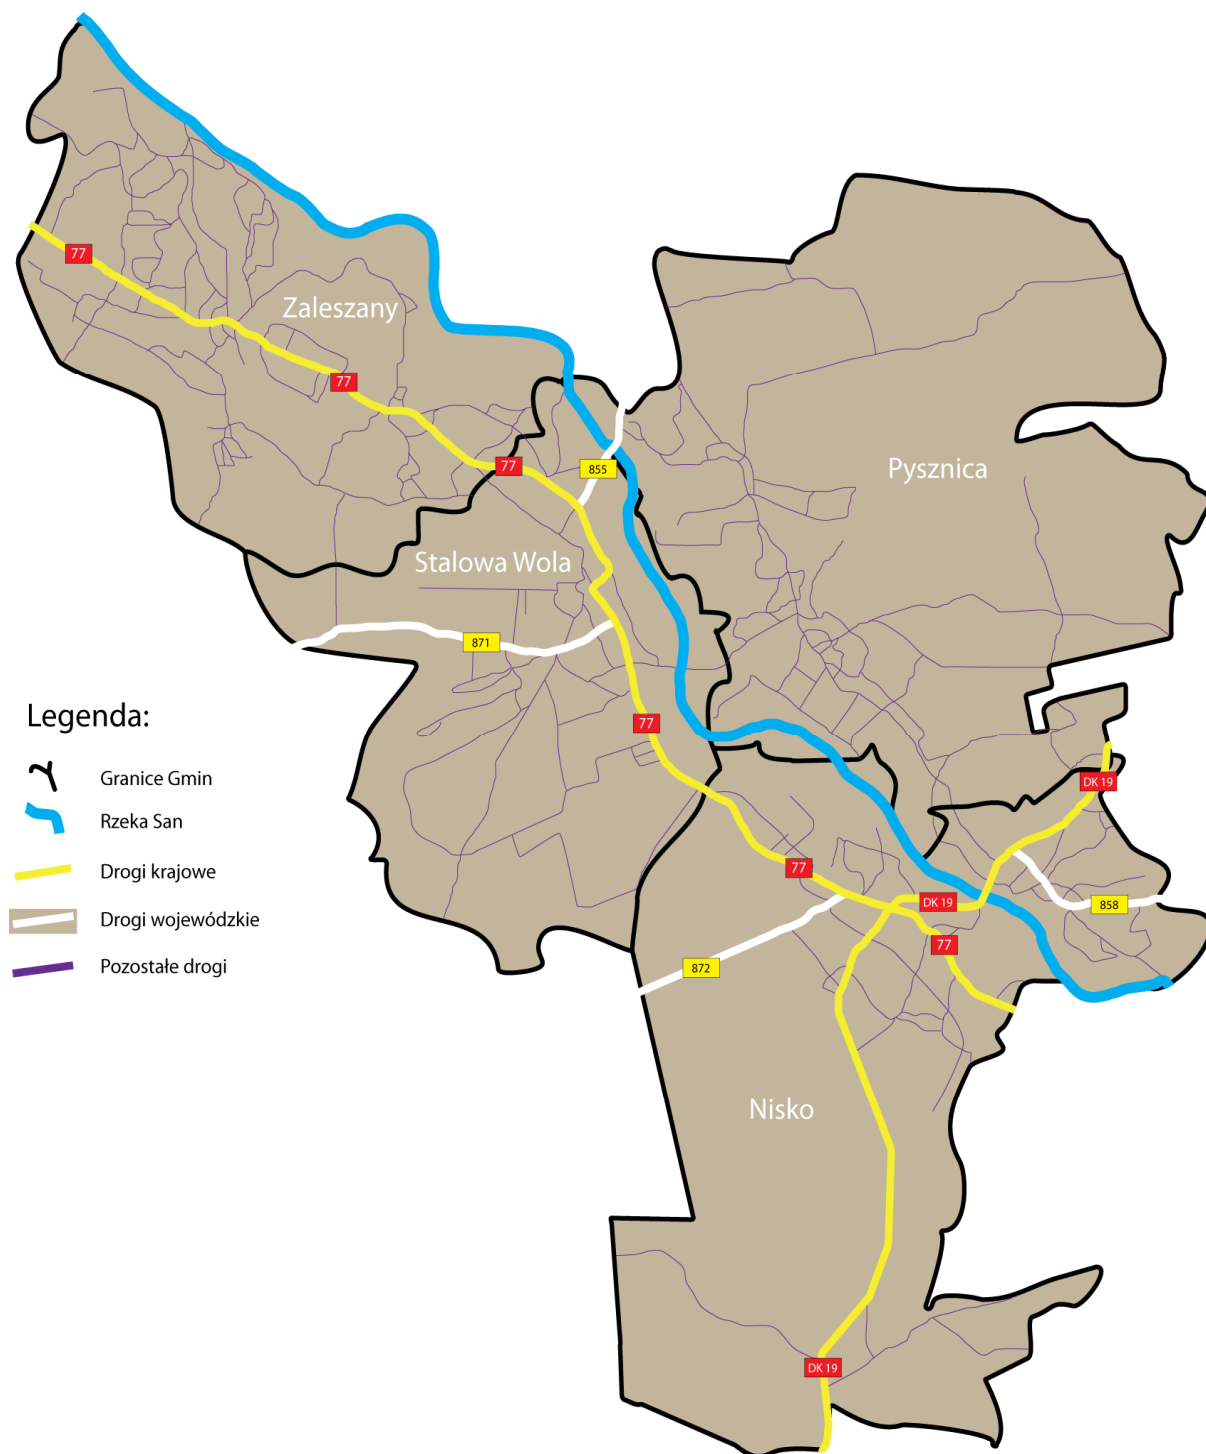 77
Zaleszany
77
77
855
Pysznica
Stalowa Wola
871
77
DK 19
77
DK 19
858
77
872
Nisko
DK 19
Legenda:
Granice Gmin
Rzeka San
Drogi krajowe
Drogi wojewódzkie
Pozostałe drogi